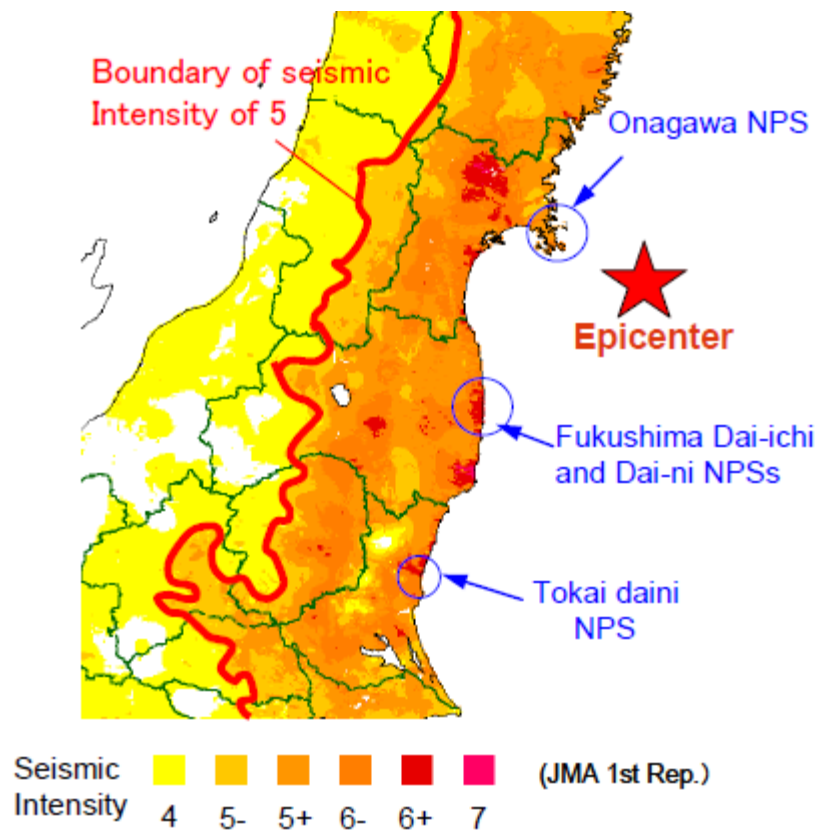 Boundary of seismic
Intensity of 5
Onagawa NPS
Epicenter
Fukushima Dai-ichi
and Dai-ni NPSs
Tokai daini
NPS
Seismic
Intensity
4 5- 5+ 6- 6+ 7
(JMA 1st Rep.)